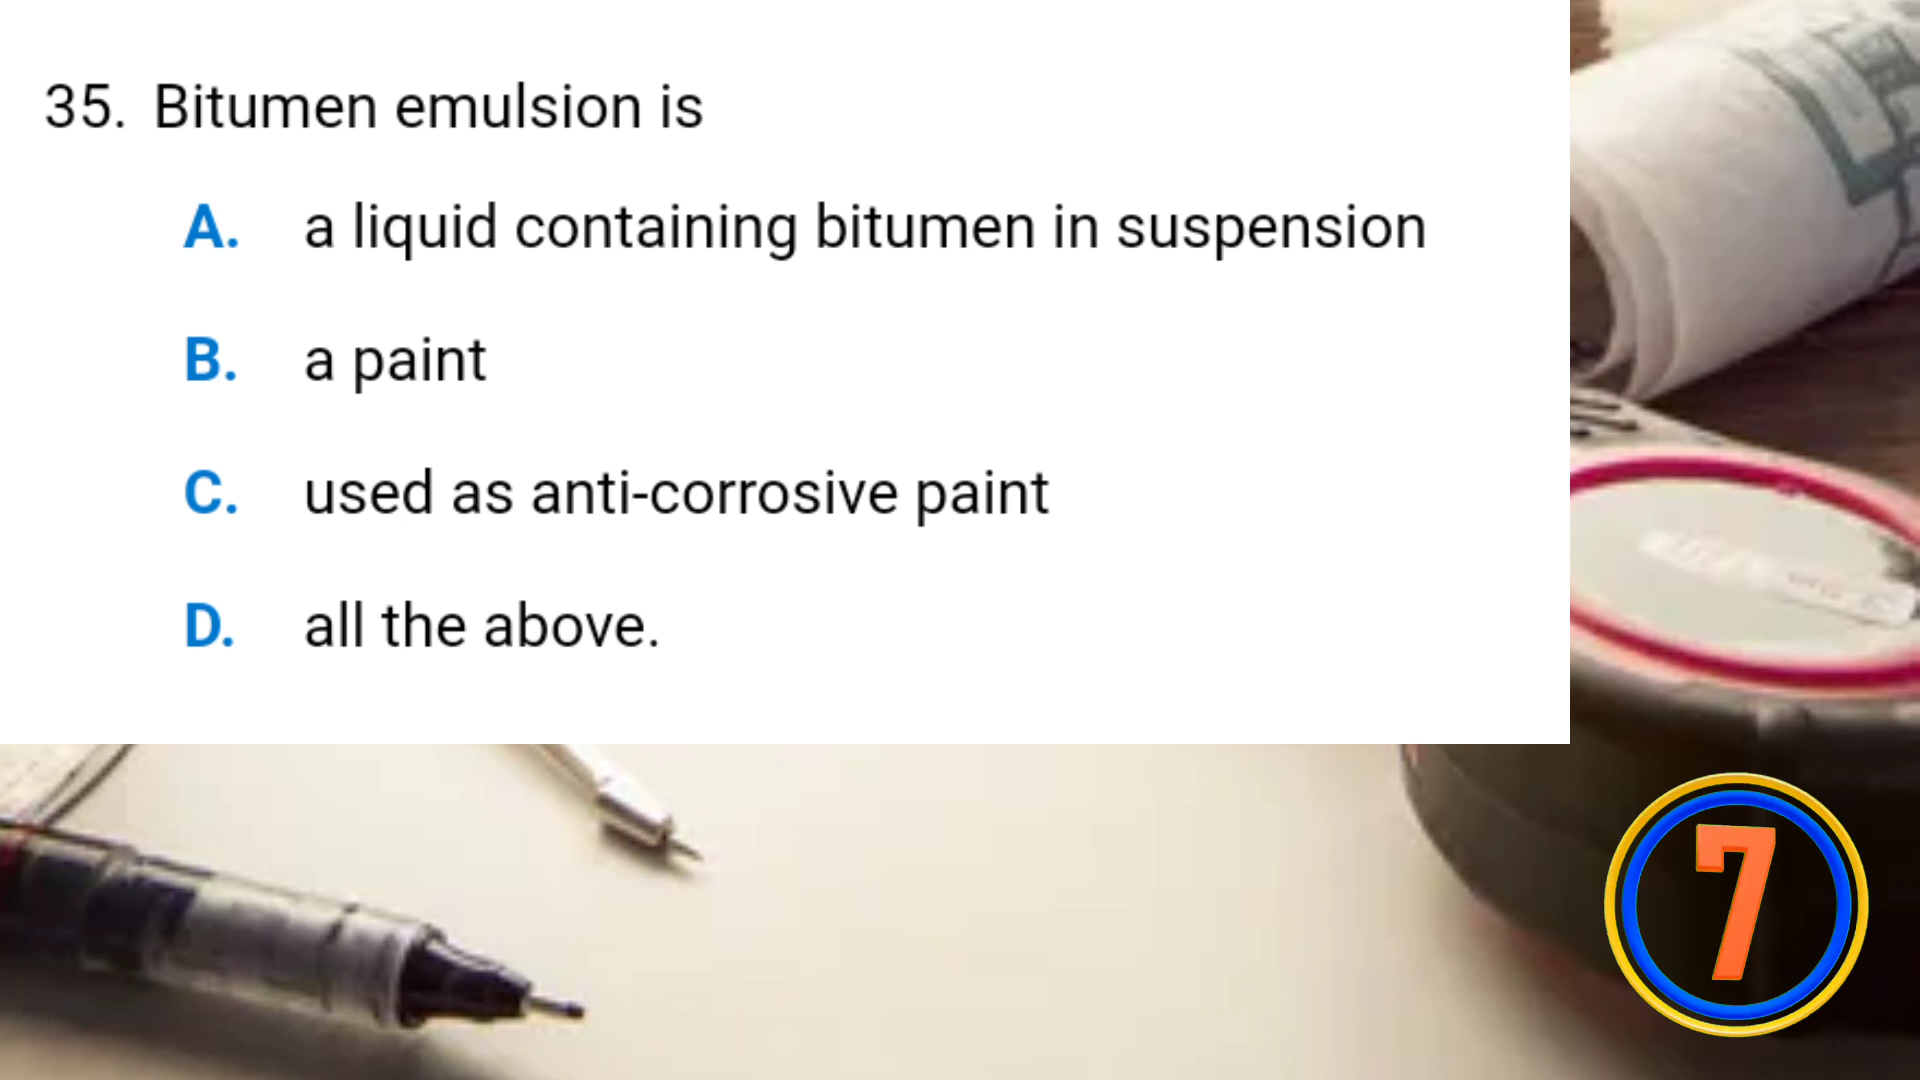 35. Bitumen emulsion is
A. a liquid containing bitumen in suspension
B. a paint
C. used as anti-corrosive paint
D. all the above.
7